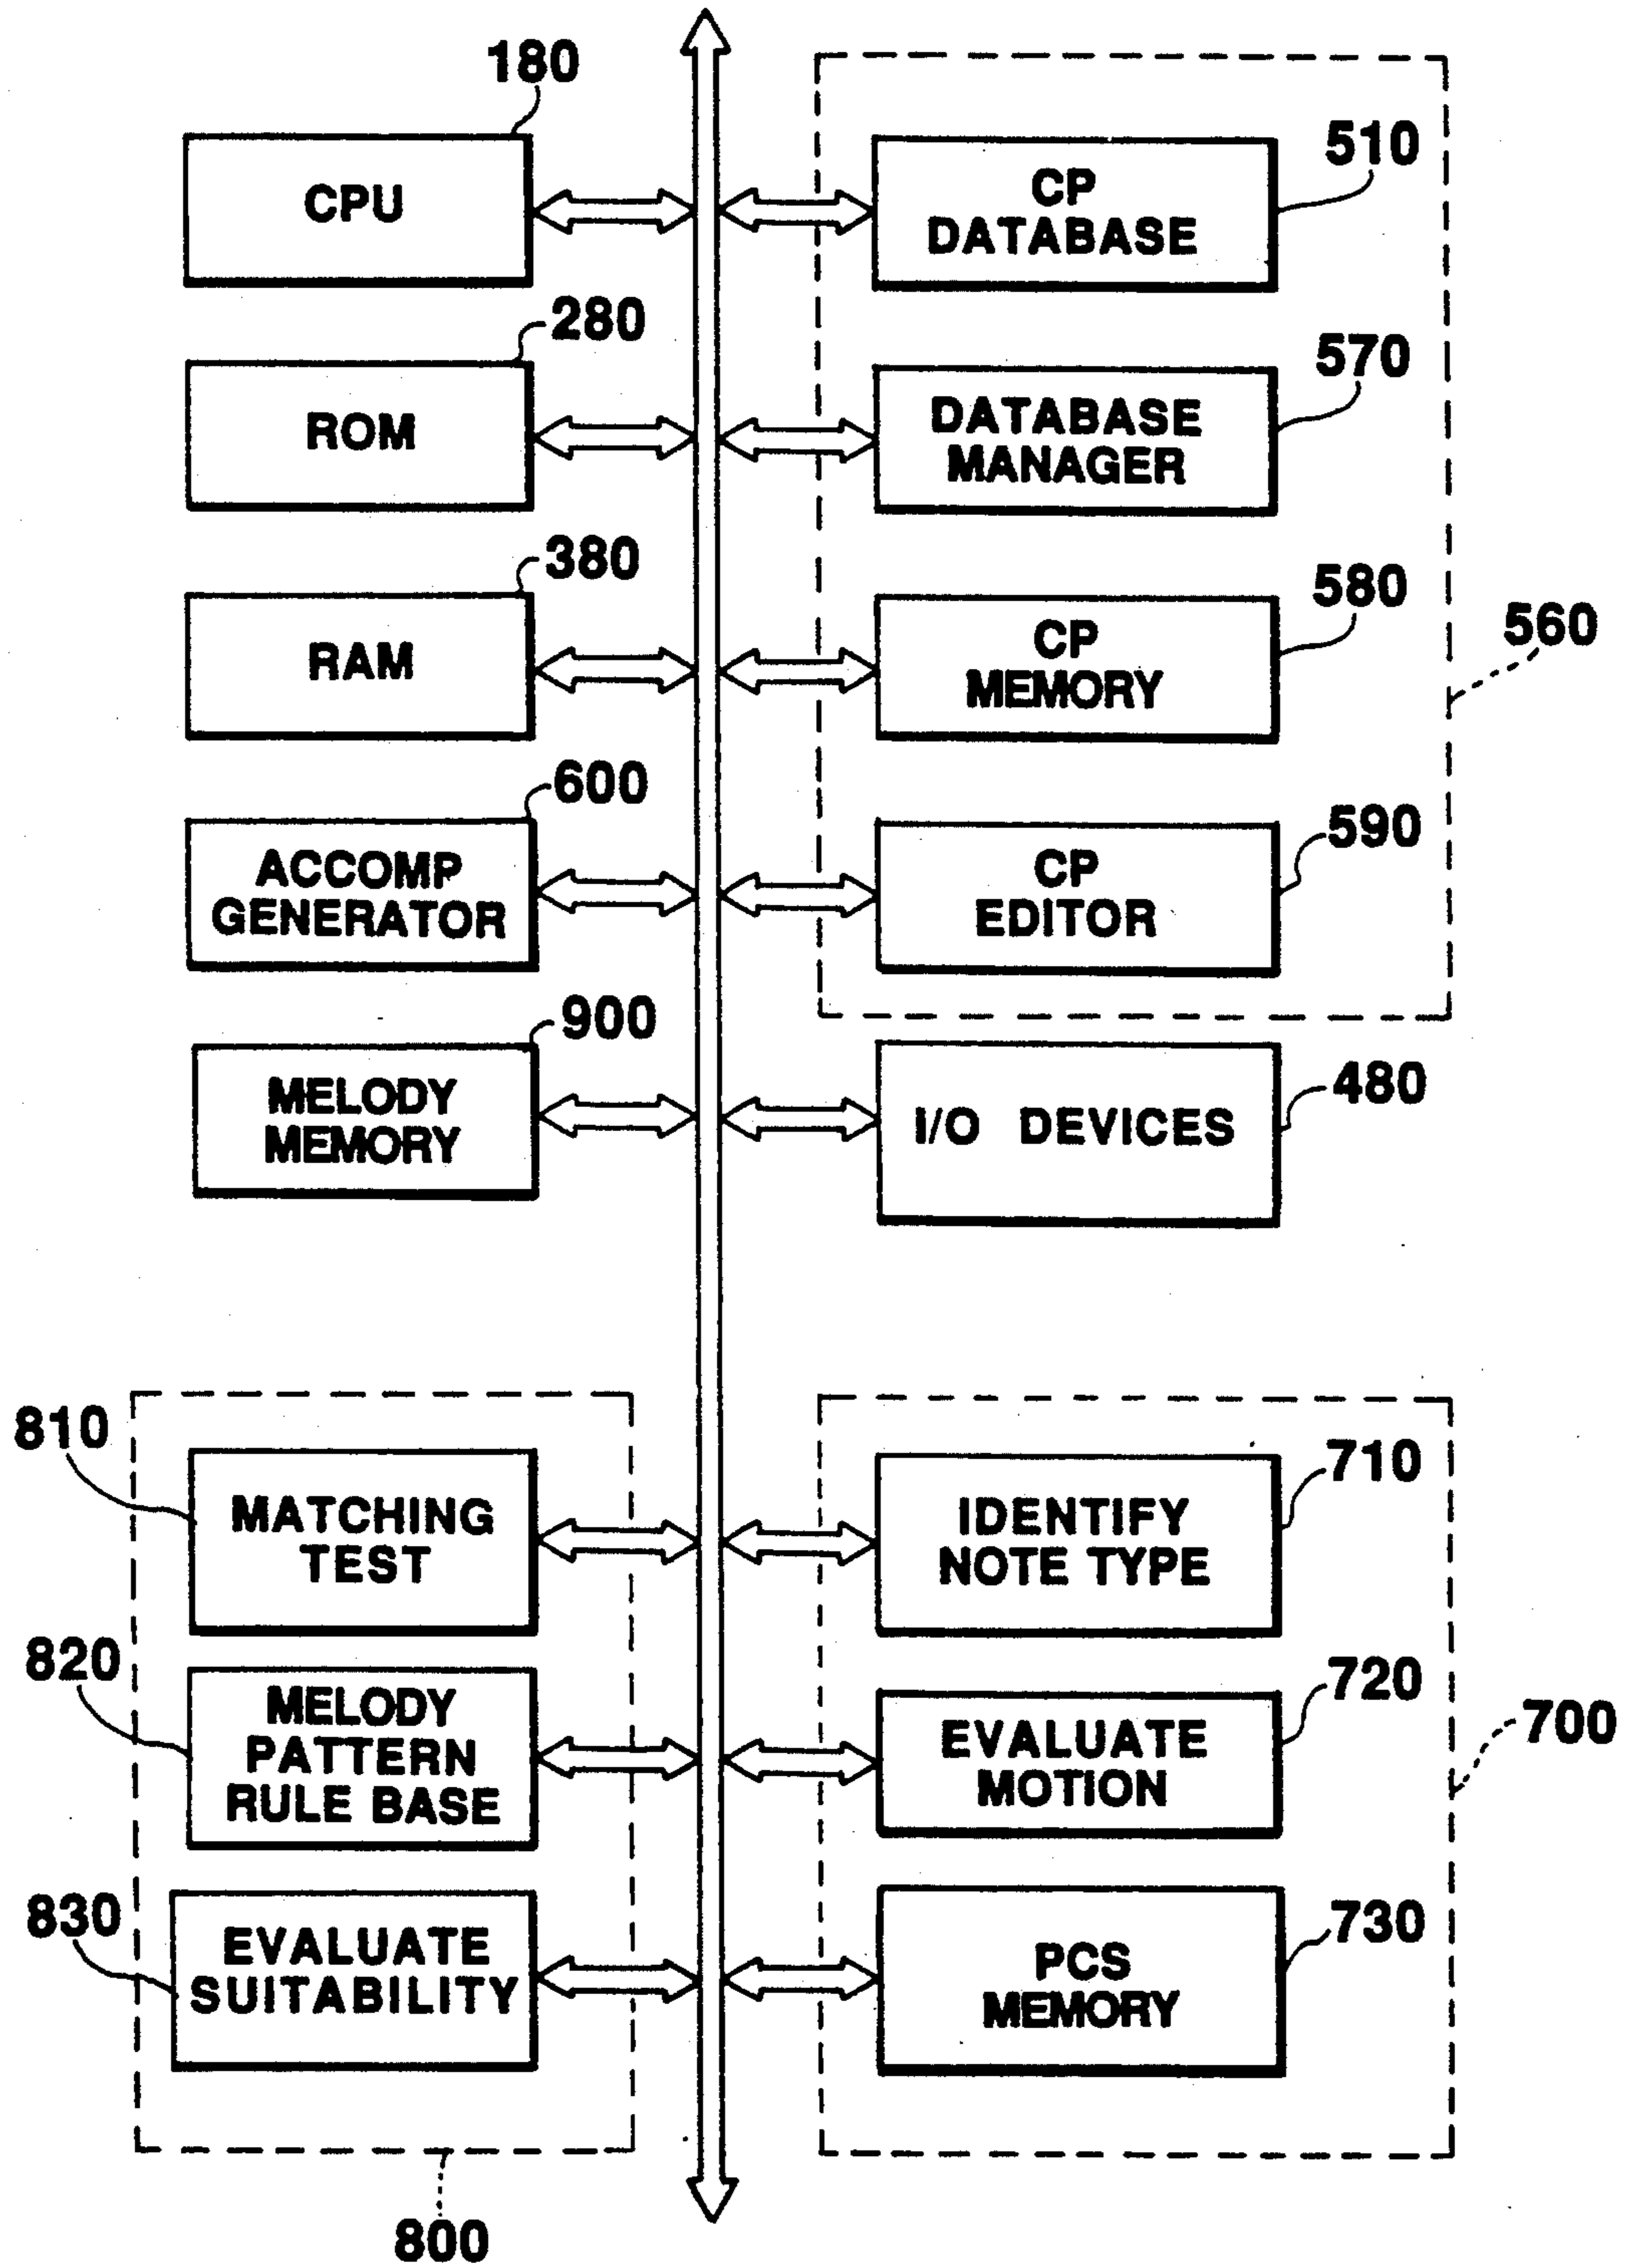 180
CPU
510
CP
DATABASE
280
ROM
570
DATABASE
MANAGER
380
RAM
580
CP
MEMORY
560
600
ACCOMP
GENERATOR
590
CP
EDITOR
900
MELODY
MEMORY
480
I/O DEVICES
810
MATCHING
TEST
710
IDENTIFY
NOTE TYPE
820
MELODY
PATTERN
RULE BASE
720
EVALUATE
MOTION
700
830
EVALUATE
SUITABILITY
730
PCS
MEMORY
800